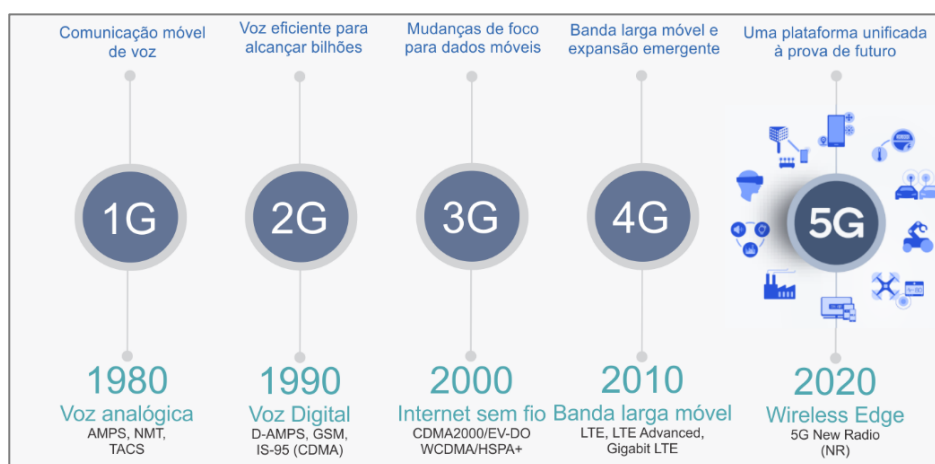 Comunicação móvel
de voz
Voz eficiente para
alcançar bilhões
Mudanças de foco
para dados móveis
Banda larga móvel e
expansão emergente
Uma plataforma unificada
à prova de futuro
1G
2G
3G
4G
5G
1980
Voz analógica
AMPS, NMT,
TACS
1990
Voz Digital
D-AMPS, GSM,
IS-95 (CDMA)
2000
Internet sem fio
CDMA2000/EV-DO
WCDMA/HSPA+
2010
Banda larga móvel
LTE, LTE Advanced,
Gigabit LTE
2020
Wireless Edge
5G New Radio
(NR)